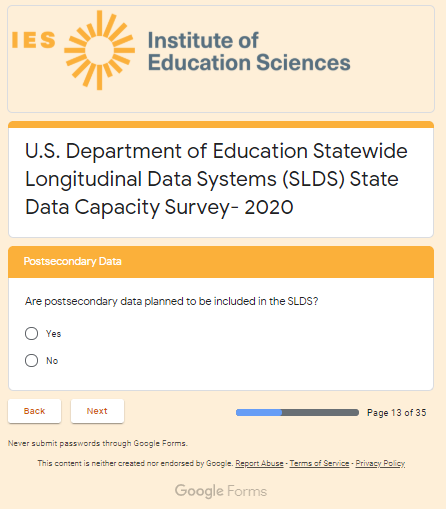 IES Institute of
Education Sciences
U.S. Department of Education Statewide
Longitudinal Data Systems (SLDS) State
Data Capacity Survey- 2020
Postsecondary Data
Are postsecondary data planned to be included in the SLDS?
Yes
No
Back Next Page 13 of 35
Never submit passwords through Google Forms.
This content is neither created nor endorsed by Google. Report Abuse - Terms of Service - Privacy Policy
Google Forms